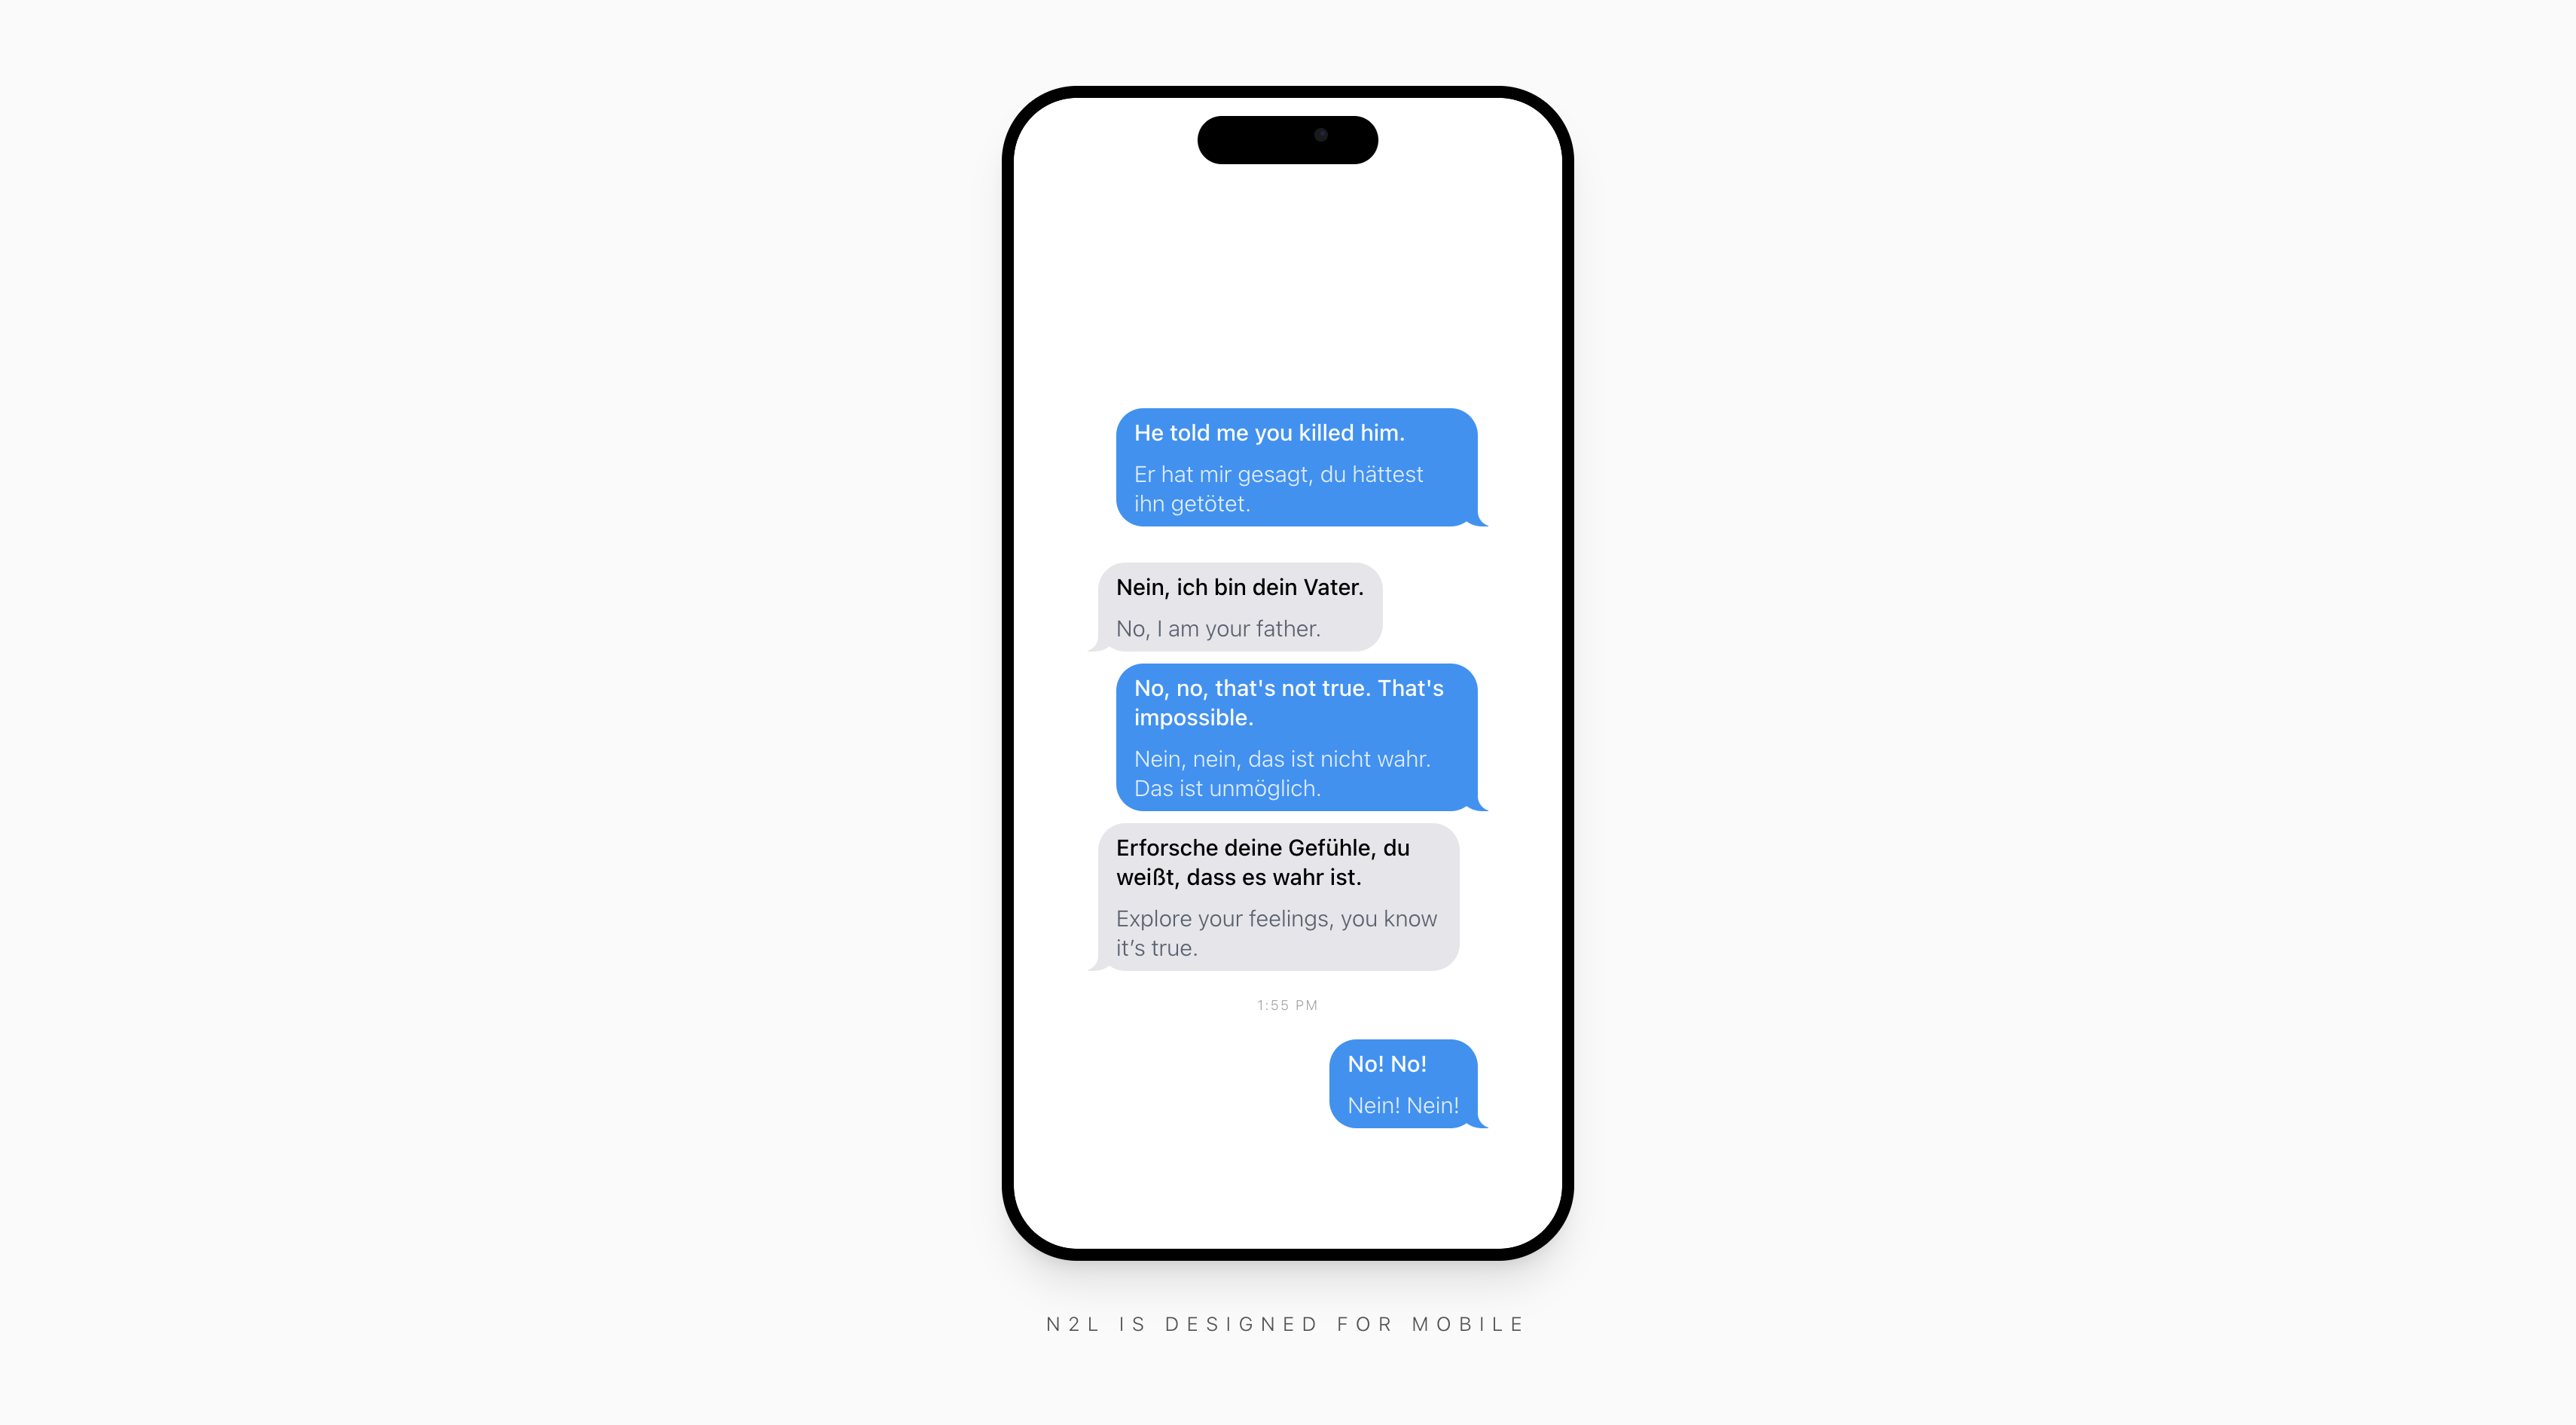 He told me you killed him.
Er hat mir gesagt, du hättest
ihn getötet.
Nein, ich bin dein Vater.
No, I am your father.
No, no, that's not true. That's
impossible.
Nein, nein, das ist nicht wahr.
Das ist unmöglich.
Erforsche deine Gefühle, du
weißt, dass es wahr ist.
Explore your feelings, you know
it’s true.
1:55 PM
No! No!
Nein! Nein!
N2L IS DESIGNED FOR MOBILE